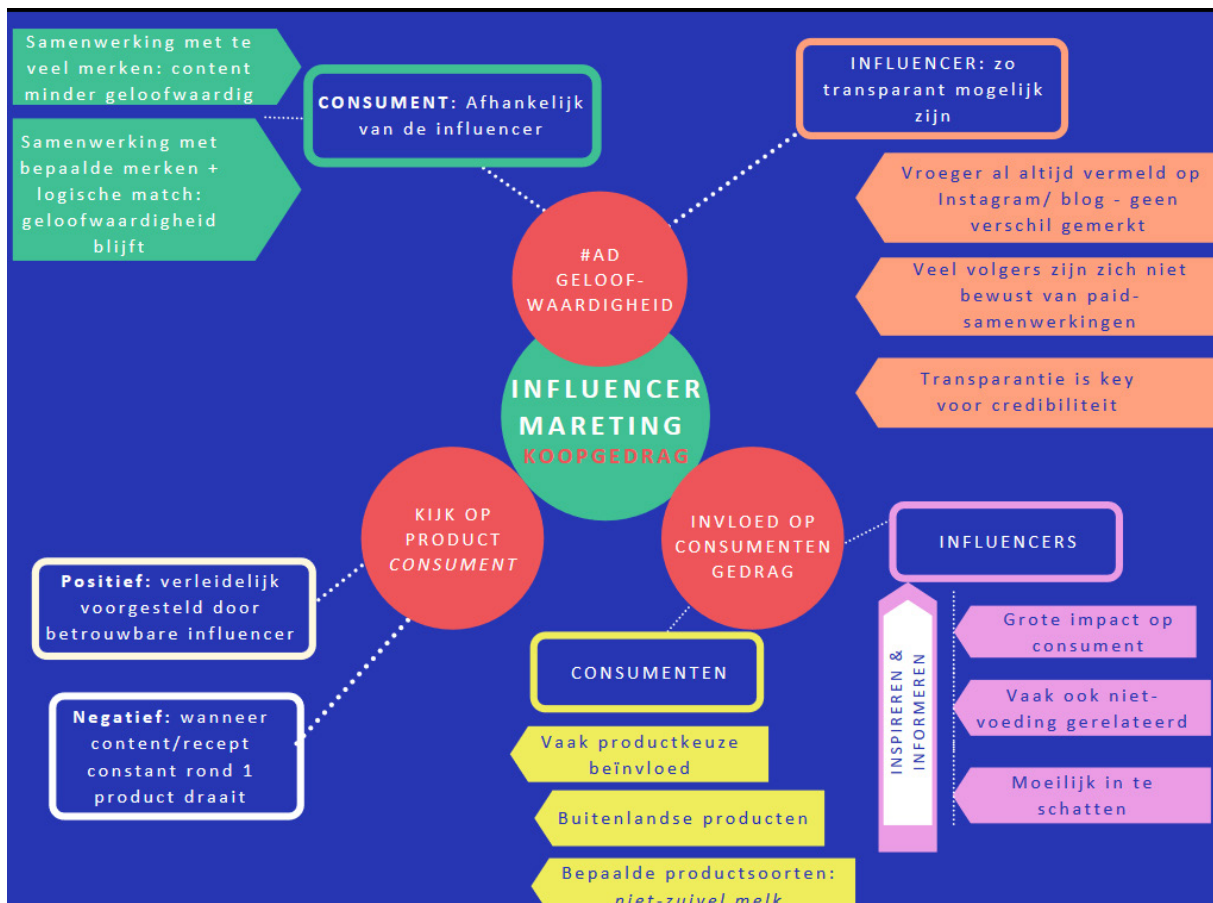 Samenwerking met te
veel merken: content
minder geloofwaardig
Samenwerking met
bepaalde merken +
logische match:
geloofwaardigheid
blijft
CONSUMENT: Afhankelijk
van de influencer
INFLUENCER: zo
transparant mogelijk
zijn
Vroeger al altijd vermeld op
Instagram/ blog - geen
verschil gemerkt
Veel volgers zijn zich niet
bewust van paid-
samenwerkingen
Transparantie is key
voor credibiliteit
#AD
GELOOF-
WAARDIGHEID
INFLUENCER
MARETING
KOOPGEDRAG
KIJK OP
PRODUCT
CONSUMENT
Positief: verleidelijk
voorgesteld door
betrouwbare influencer
Negatief: wanneer
content/recept
constant rond 1
product draait
INVLOED OP
CONSUMENTEN
GEDRAG
CONSUMENTEN
Vaak productkeuze
beïnvloed
Buitenlandse producten
Bepaalde productsoorten:
niet-zuivel melk
INFLUENCERS
INSPIREREN &
INFORMEREN
Grote impact op
consument
Vaak ook niet-
voeding gerelateerd
Moeilijk in te
schatten